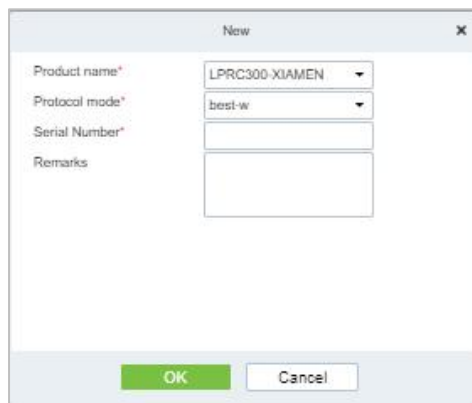 New
Product name* LPRC300-XIAMEN
Protocol mode* best-w
Serial Number*
Remarks
OK Cancel